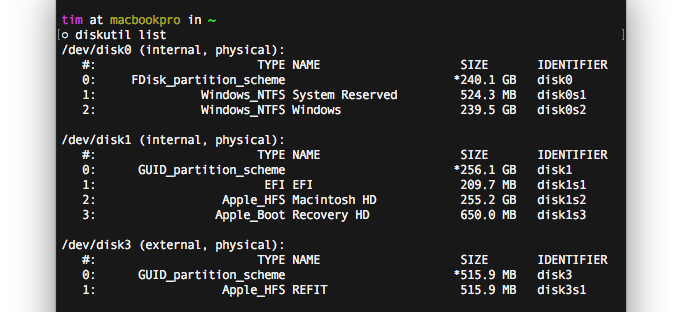 tim at macbookpro in ~
[o diskutil list ]
/dev/disk0 (internal, physical):
#: TYPE NAME SIZE IDENTIFIER
0: FDisk_partition_scheme *240.1 GB disk0
1: Windows_NTFS System Reserved 524.3 MB disk0s1
2: Windows_NTFS Windows 239.5 GB disk0s2
/dev/disk1 (internal, physical):
#: TYPE NAME SIZE IDENTIFIER
0: GUID_partition_scheme *256.1 GB disk1
1: EFI EFI 209.7 MB disk1s1
2: Apple_HFS Macintosh HD 255.2 GB disk1s2
3: Apple_Boot Recovery HD 650.0 MB disk1s3
/dev/disk3 (external, physical):
#: TYPE NAME SIZE IDENTIFIER
0: GUID_partition_scheme *515.9 MB disk3
1: Apple_HFS REFIT 515.9 MB disk3s1